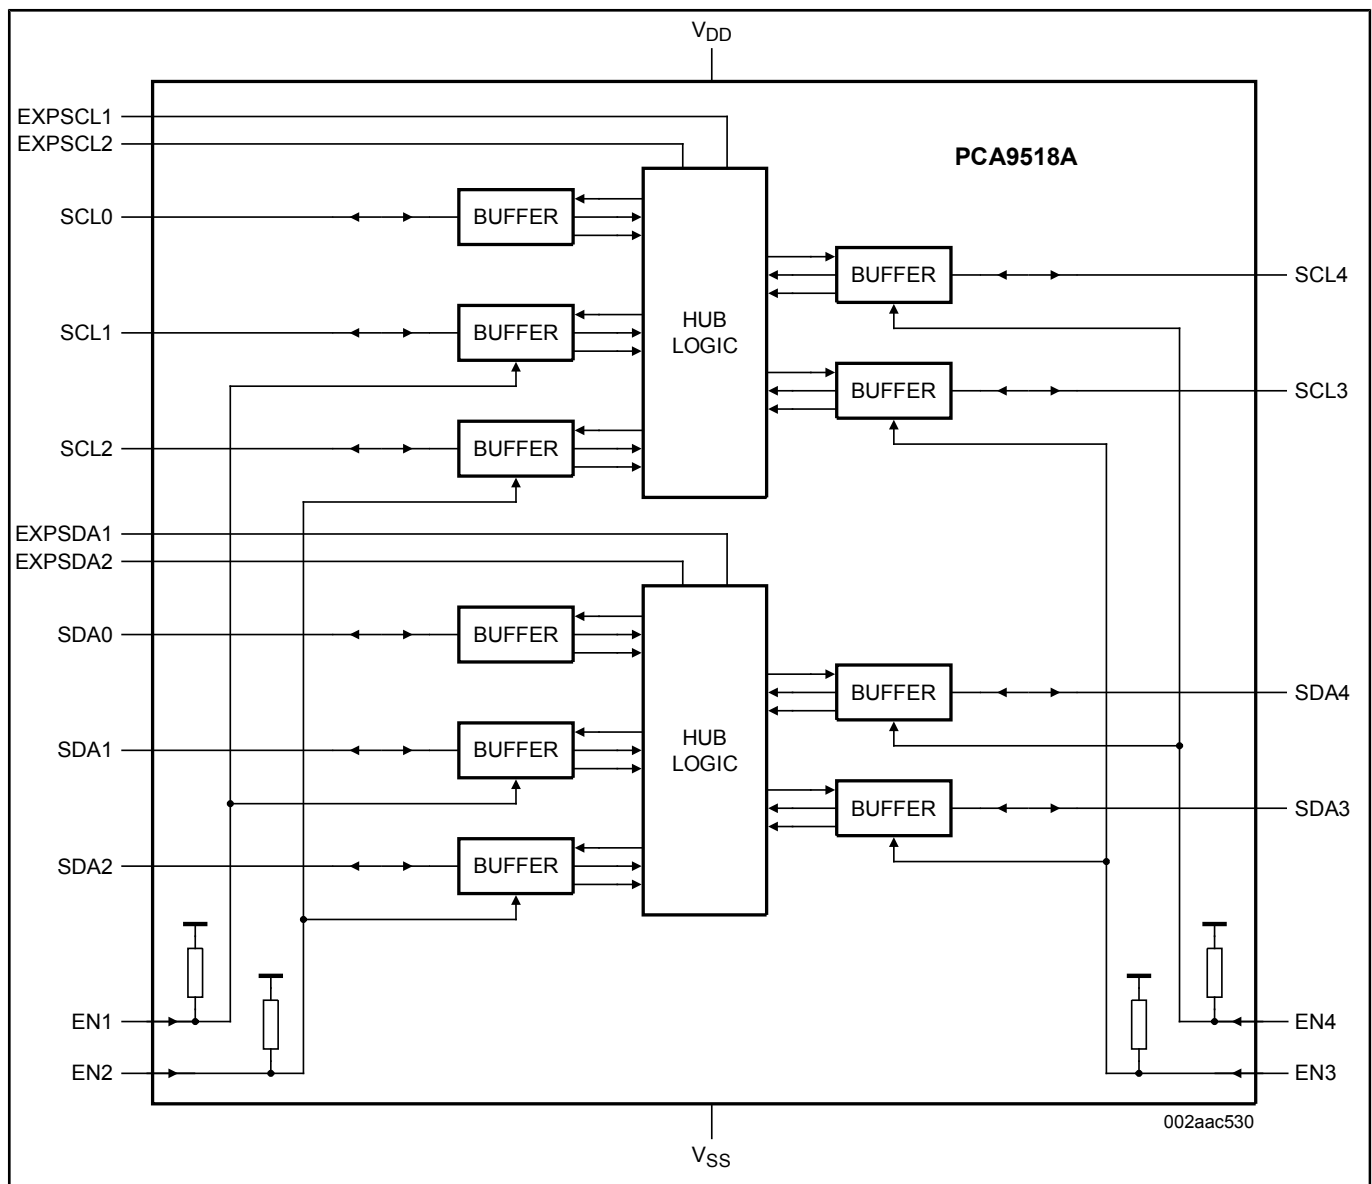 VDD
EXPSCL1
EXPSCL2
PCA9518A
SCL0
BUFFER
BUFFER
SCL4
SCL1
BUFFER
HUB
LOGIC
BUFFER
SCL3
SCL2
BUFFER
EXPSDA1
EXPSDA2
SDA0
BUFFER
BUFFER
SDA4
SDA1
BUFFER
HUB
LOGIC
BUFFER
SDA3
SDA2
BUFFER
EN1
EN4
EN2
EN3
002aac530
VSS